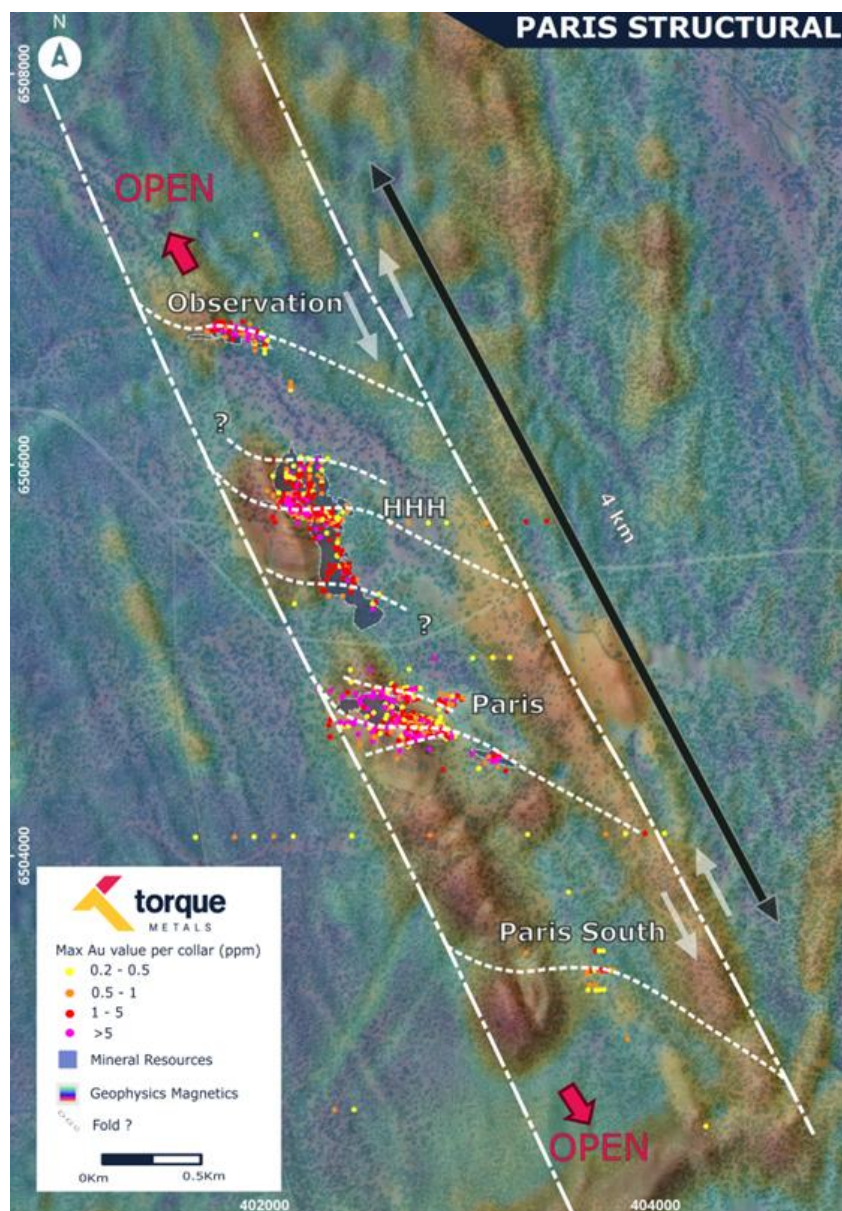 PARIS STRUCTURAL
N
6508000
OPEN
Observation
?
6506000
HHH
4 km
?
Paris
6504000
Paris South
torque
METALS
Max Au value per collar (ppm)
0.2 - 0.5
0.5 - 1
1 - 5
>5
Mineral Resources
Geophysics Magnetics
Fold ?
0Km
0.5Km
OPEN
402000
404000